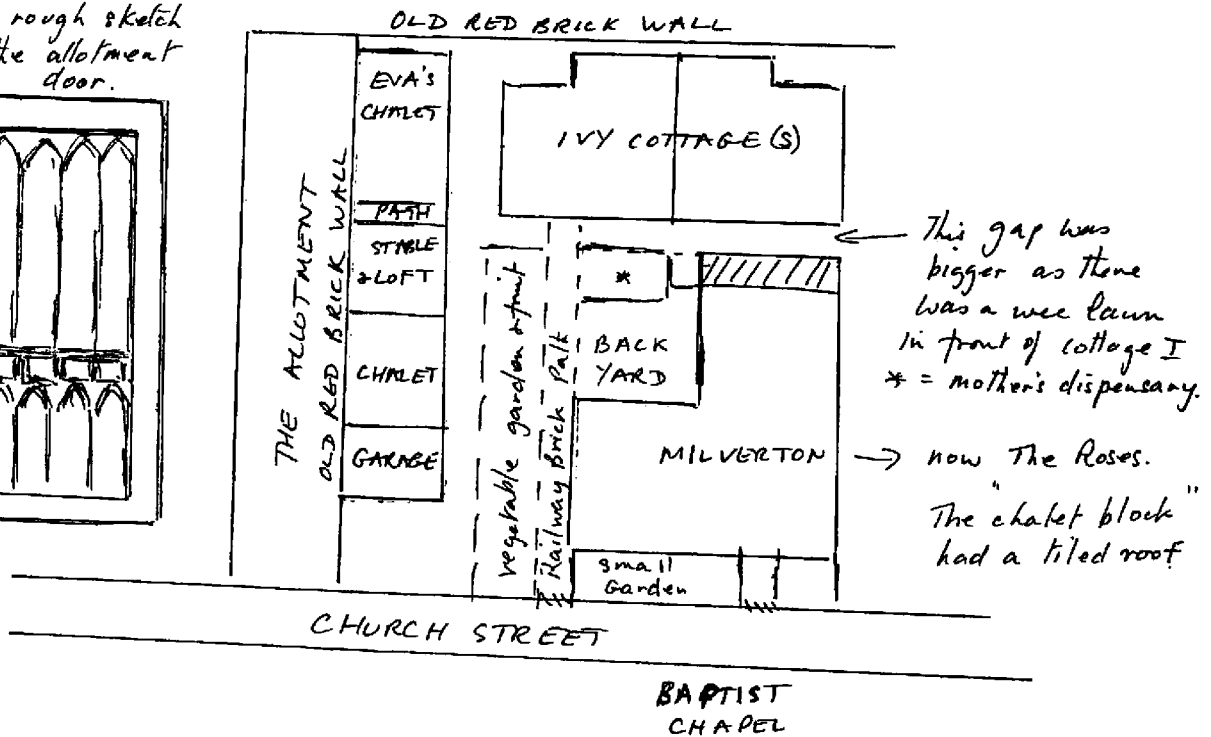 rough sketch
the allotment
door.
OLD RED BRICK WALL
THE ALLOTMENT
OLD RED BRICK WALL
EVA'S
CHALET
PATH
STABLE
& LOFT
CHALET
GARAGE
vegetable garden & fruit
Railway Brick Path
IVY COTTAGE (S)
*
BACK
YARD
MILVERTON
small
Garden
This gap was
bigger as there
was a wee lawn
in front of cottage I
* = mother's dispensary.
now The Roses.
The "chalet block"
had a tiled roof
CHURCH STREET
BAPTIST
CHAPEL